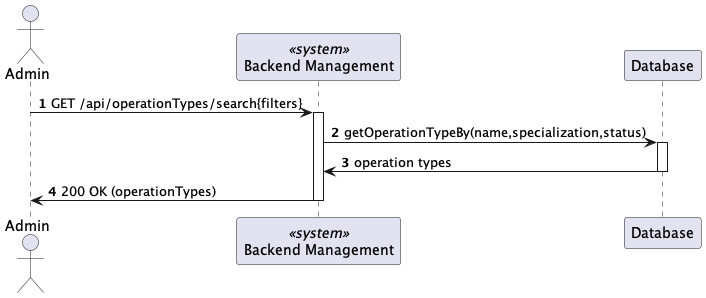 Admin
«system»
Backend Management
Database
1 GET /api/operationTypes/search{filters}
2 getOperationTypeBy(name,specialization,status)
3 operation types
4 200 OK (operationTypes)
Admin
«system»
Backend Management
Database